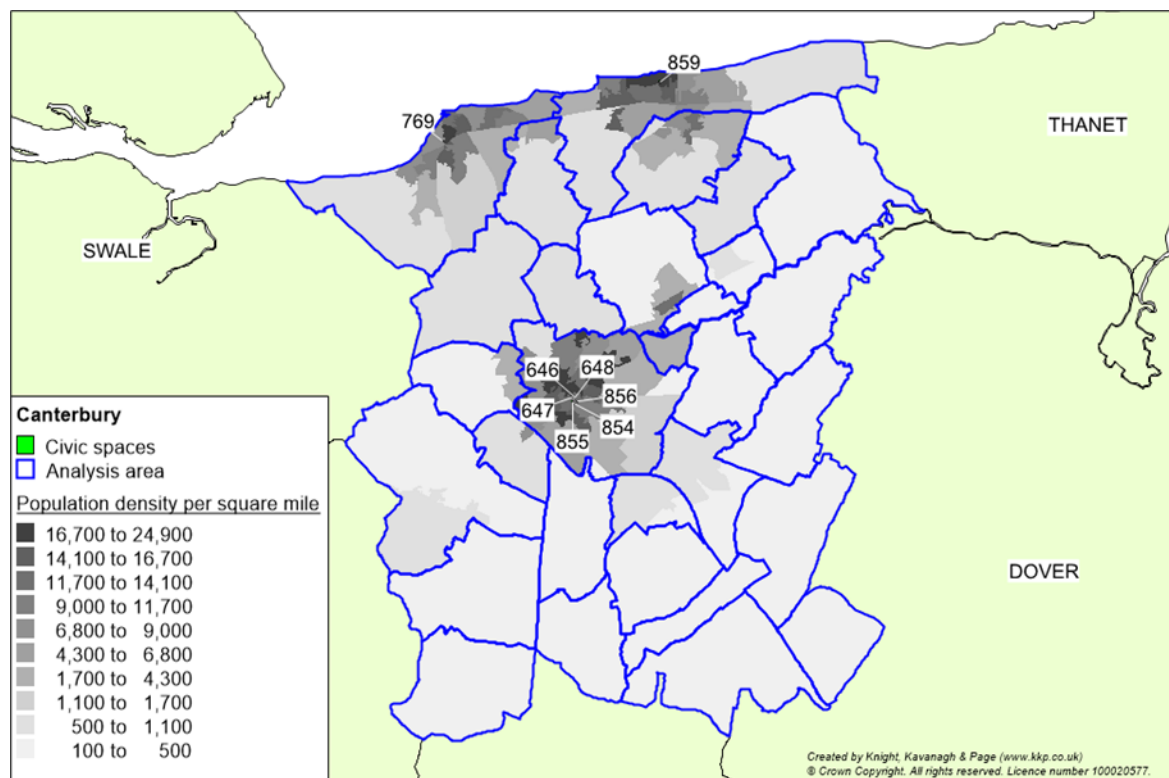 859
769
THANET
SWALE
646
648
856
647
854
855
DOVER
Canterbury
Civic spaces
Analysis area
Population density per square mile
16,700 to 24,900
14,100 to 16,700
11,700 to 14,100
9,000 to 11,700
6,800 to 9,000
4,300 to 6,800
1,700 to 4,300
1,100 to 1,700
500 to 1,100
100 to 500
Created by Knight, Kavanagh & Page (www.kkp.co.uk)
© Crown Copyright. All rights reserved. Licence number 100020577.